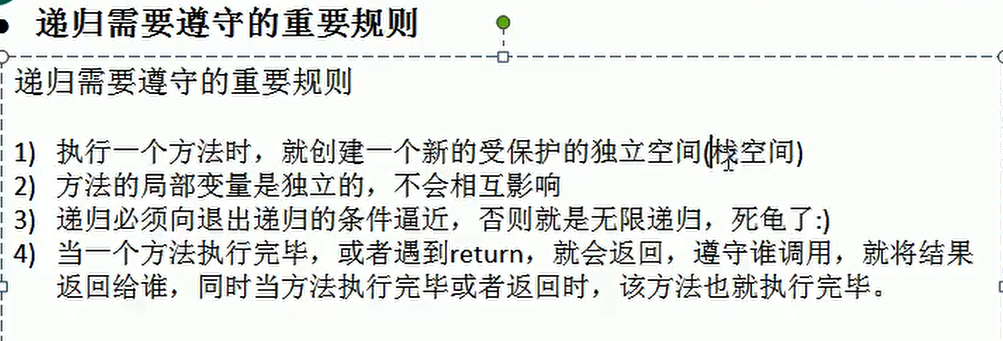 • 递归需要遵守的重要规则
递归需要遵守的重要规则
1) 执行一个方法时，就创建一个新的受保护的独立空间(栈空间)
2) 方法的局部变量是独立的，不会相互影响
3) 递归必须向退出递归的条件逼近，否则就是无限递归，死龟了:)
4) 当一个方法执行完毕，或者遇到return，就会返回，遵守谁调用，就将结果
返回给谁，同时当方法执行完毕或者返回时，该方法也就执行完毕。